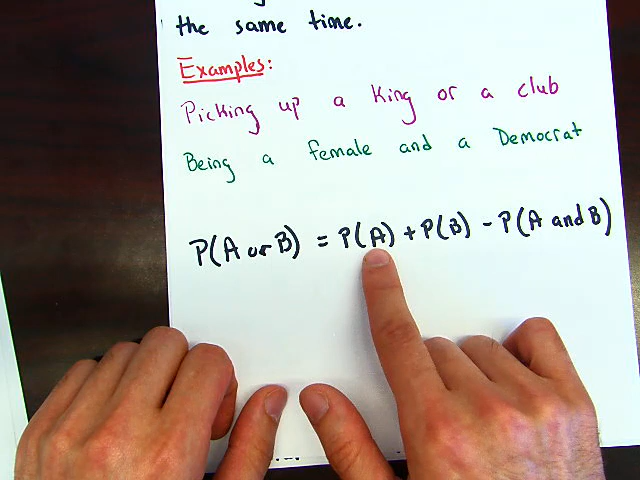 the same time.
Examples:
Picking up a King or a club
Being a female and a Democrat
P(A or B) = P(A) + P(B) - P(A and B)